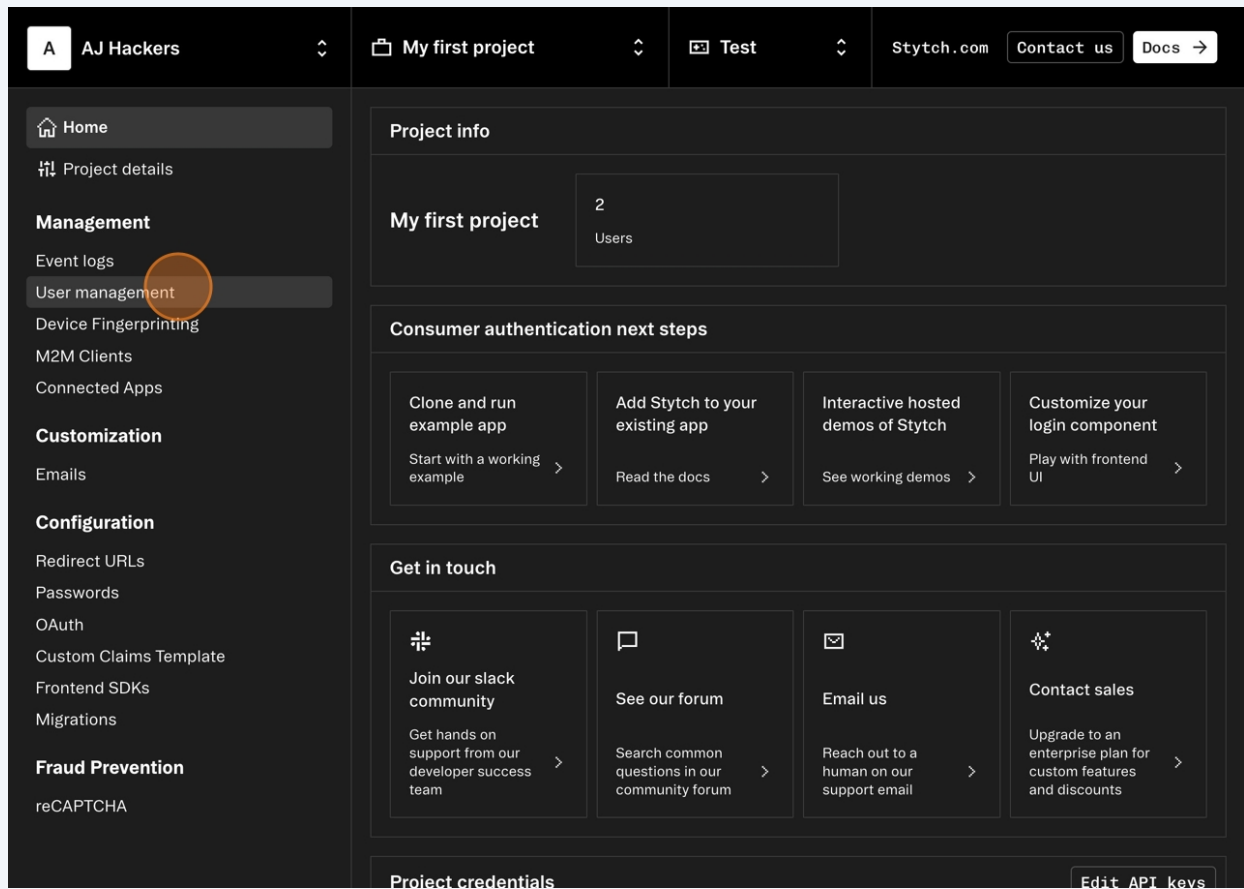 A AJ Hackers My first project Test Stytch.com Contact us Docs →
Home
Project details
Management
Event logs
User management
Device Fingerprinting
M2M Clients
Connected Apps
Customization
Emails
Configuration
Redirect URLs
Passwords
OAuth
Custom Claims Template
Frontend SDKs
Migrations
Fraud Prevention
reCAPTCHA
Project info
My first project
2
Users
Consumer authentication next steps
Clone and run
example app
Start with a working
example
Add Stytch to your
existing app
Read the docs
Interactive hosted
demos of Stytch
See working demos
Customize your
login component
Play with frontend
UI
Get in touch
Join our slack
community
Get hands on
support from our
developer success
team
See our forum
Search common
questions in our
community forum
Email us
Reach out to a
human on our
support email
Contact sales
Upgrade to an
enterprise plan for
custom features
and discounts
Project credentials
Edit API keys